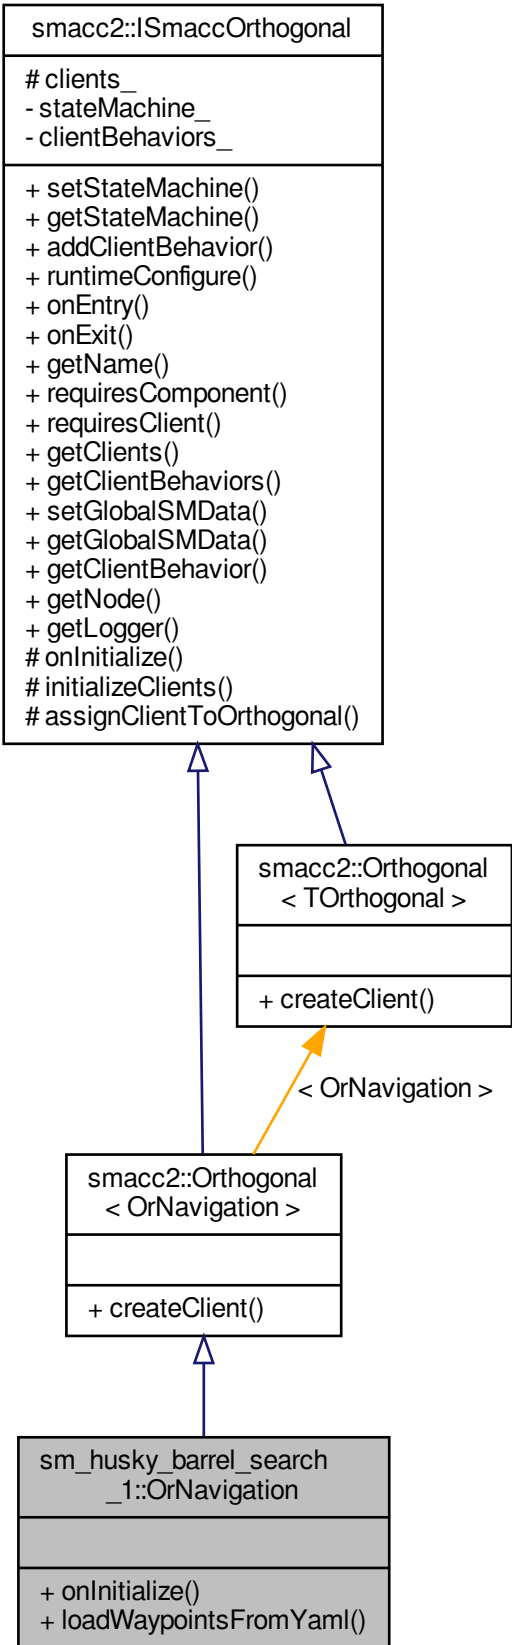 smacc2::ISmaccOrthogonal
# clients_
- stateMachine_
- clientBehaviors_
+ setStateMachine()
+ getStateMachine()
+ addClientBehavior()
+ runtimeConfigure()
+ onEntry()
+ onExit()
+ getName()
+ requiresComponent()
+ requiresClient()
+ getClients()
+ getClientBehaviors()
+ setGlobalSMData()
+ getGlobalSMData()
+ getClientBehavior()
+ getNode()
+ getLogger()
# onInitialize()
# initializeClients()
# assignClientToOrthogonal()
smacc2::Orthogonal
< TOrthogonal >
+ createClient()
< OrNavigation >
smacc2::Orthogonal
< OrNavigation >
+ createClient()
sm_husky_barrel_search
_1::OrNavigation
+ onInitialize()
+ loadWaypointsFromYaml()